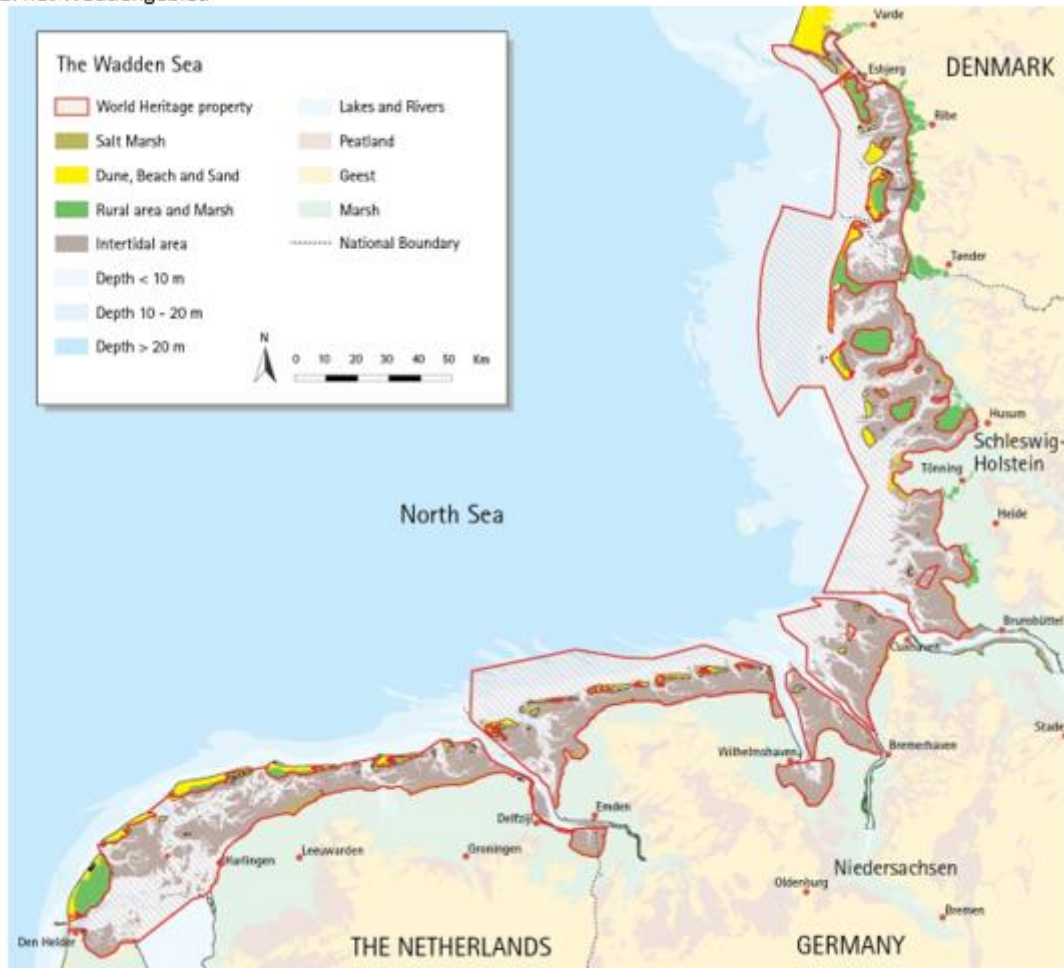 The Wadden Sea
World Heritage property
Salt Marsh
Dune, Beach and Sand
Rural area and Marsh
Intertidal area
Depth < 10 m
Depth 10 - 20 m
Depth > 20 m
Lakes and Rivers
Peatland
Geest
Marsh
National Boundary
N
0 10 20 30 40 50 Km
Varde
Esbjerg
DENMARK
Ribe
Tønder
Husum
Schleswig-
Holstein
Tönning
Heide
North Sea
Brunsbüttel
Cuxhaven
Stade
Wilhelmshaven
Bremerhaven
Delfzijl
Emden
Harlingen
Leeuwarden
Groningen
Niedersachsen
Oldenburg
Bremen
Den Helder
THE NETHERLANDS
GERMANY